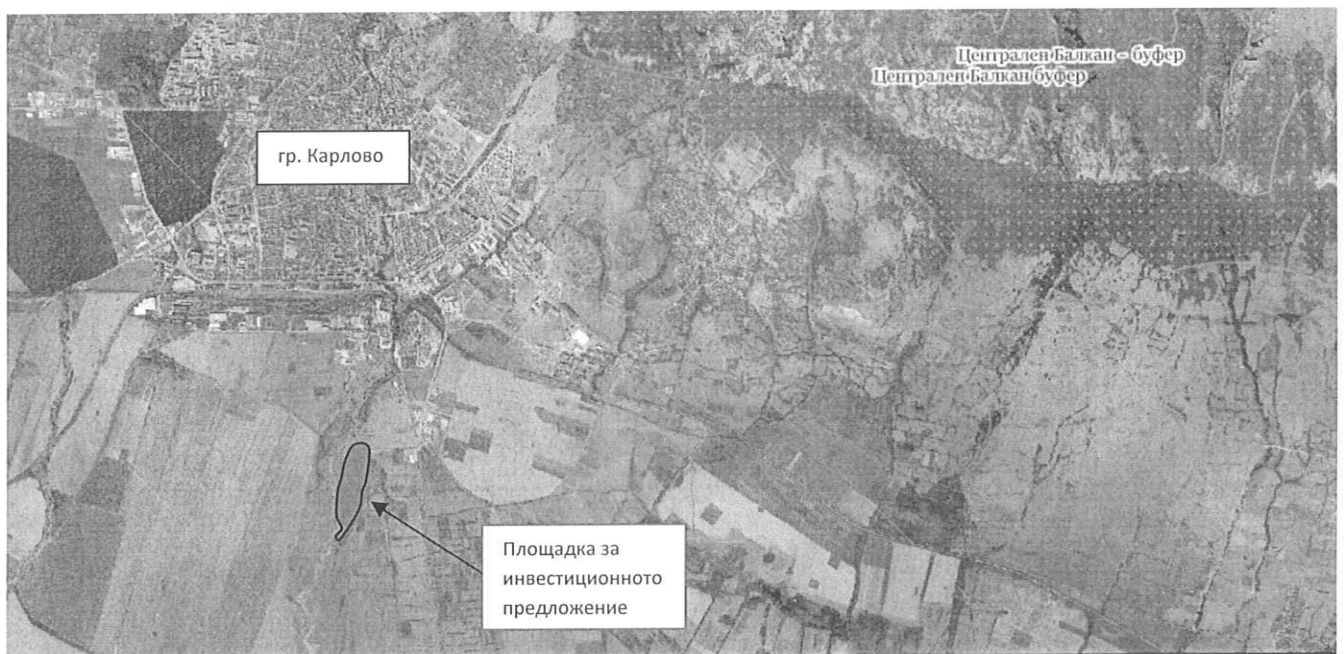 Централен Балкан – буфер
Централен Балкан буфер
гр. Карлово
Площадка за
инвестиционното
предложение